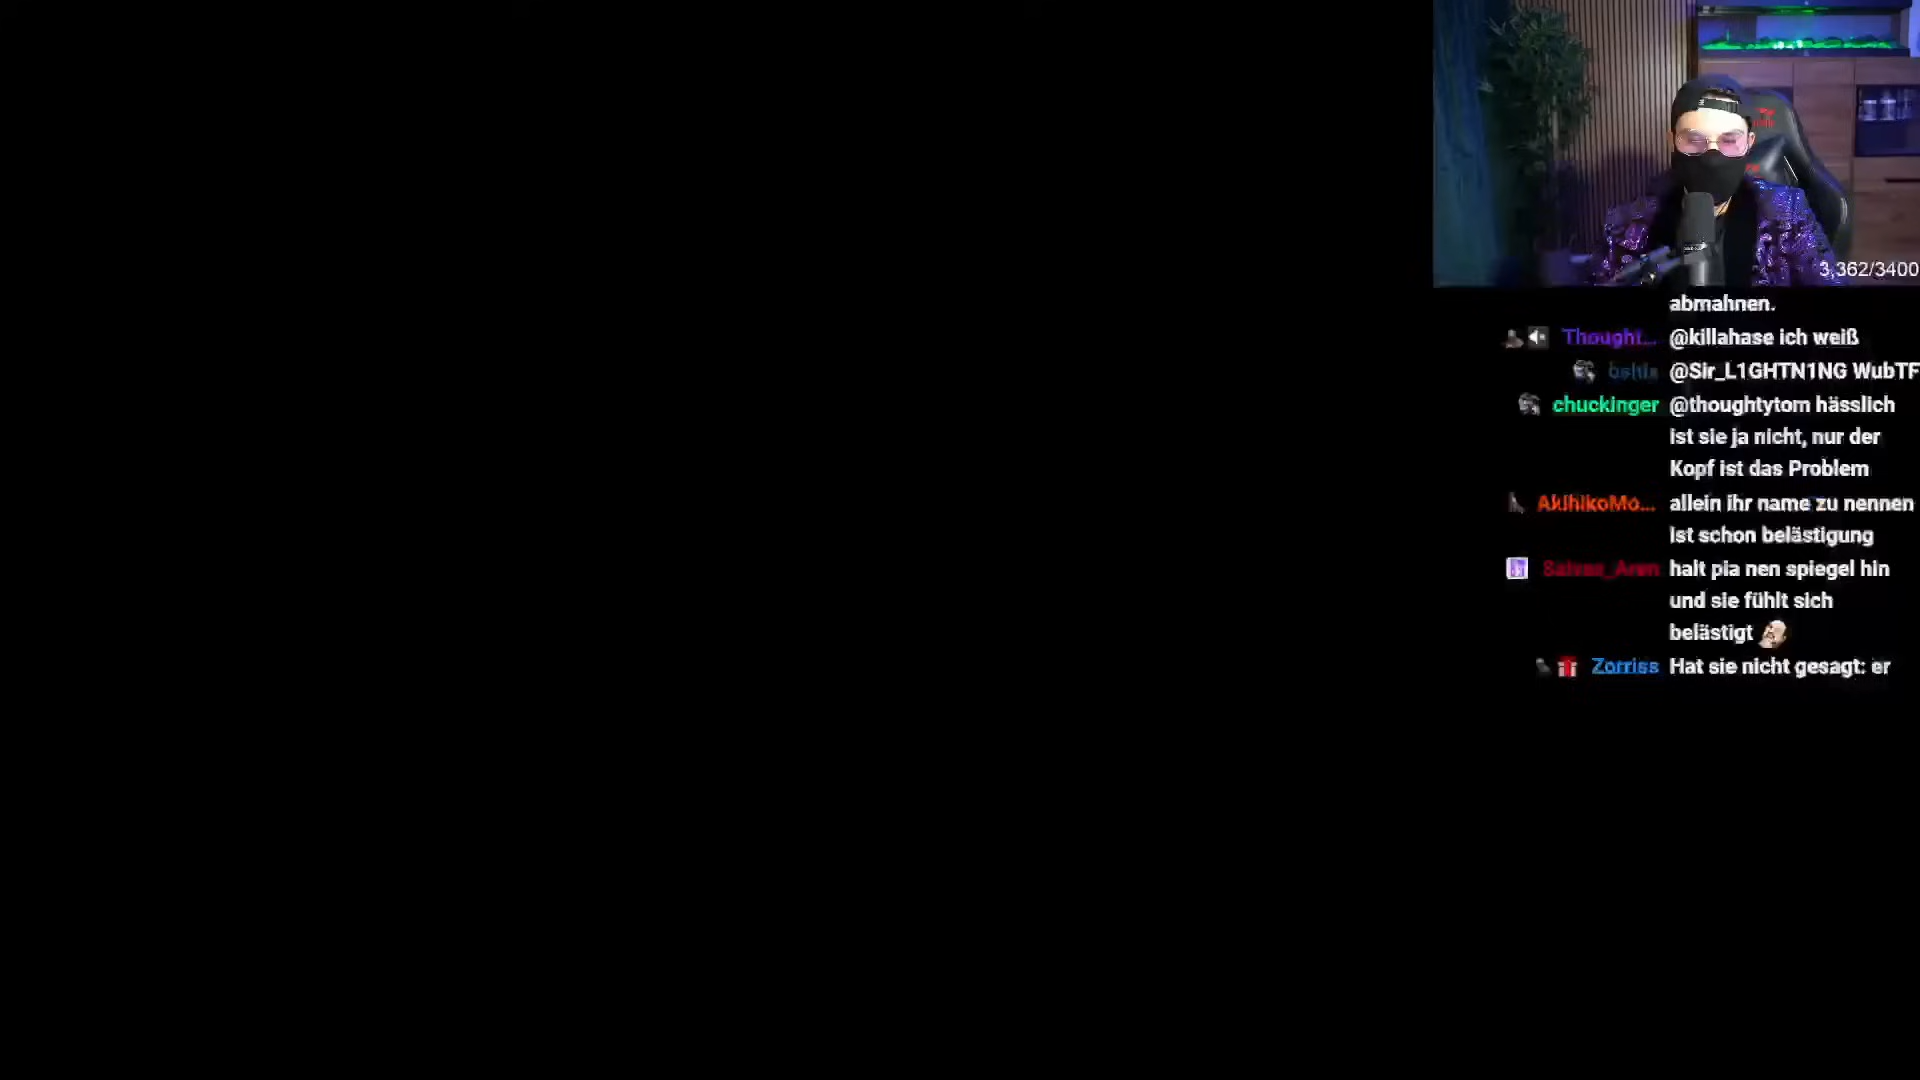 3,362/3400
abmahnen.
Thought... @killahase ich weiß
@Sir_L1GHTN1NG WubTF
chuckinger @thoughtytom hässlich
ist sie ja nicht, nur der
Kopf ist das Problem
AkihikoMo... allein ihr name zu nennen
ist schon belästigung
Salvas_Aren halt pia nen spiegel hin
und sie fühlt sich
belästigt
Zorriss Hat sie nicht gesagt: er